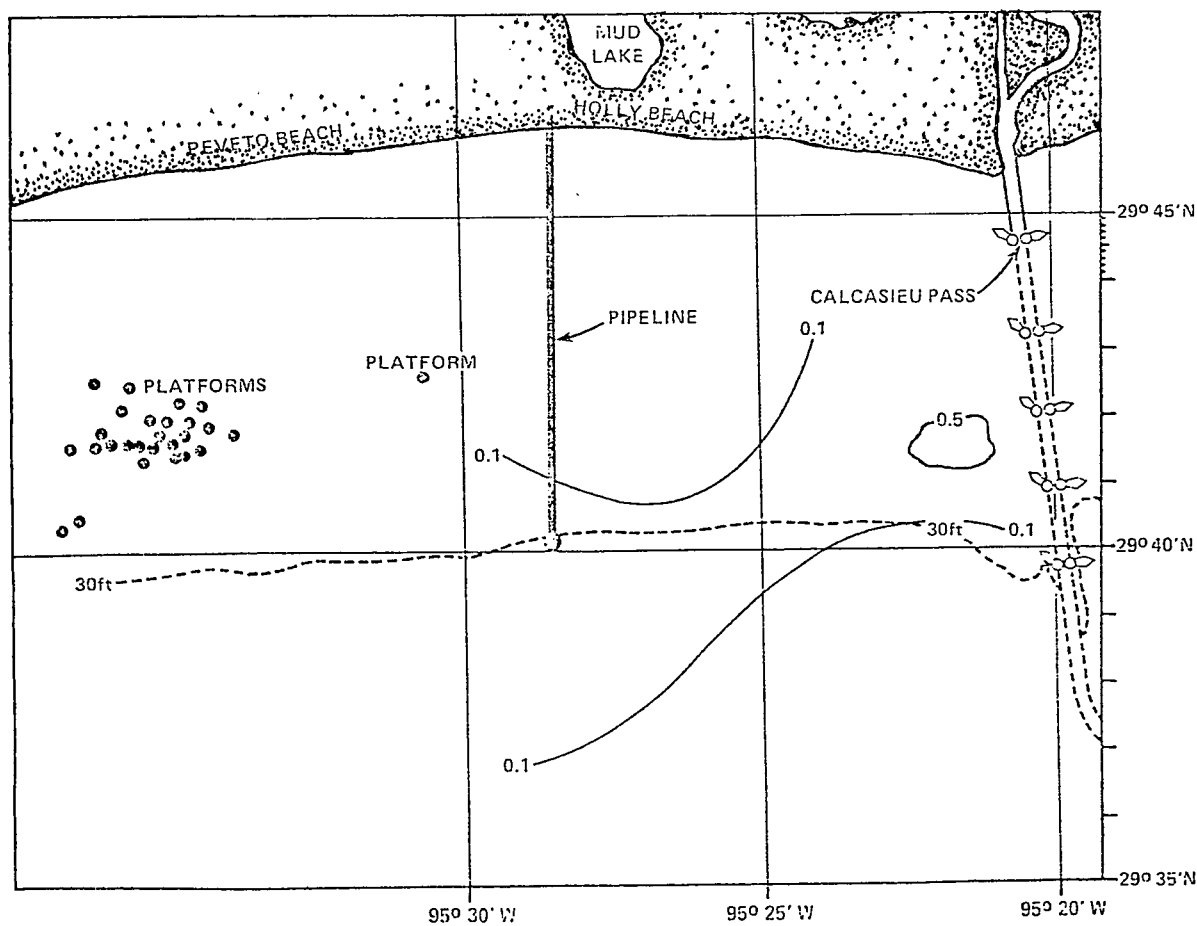 MUD
LAKE
HOLLY BEACH
PEVETO BEACH
29° 45' N
CALCASIEU PASS
PIPELINE
0.1
PLATFORM
PLATFORMS
0.5
0.1
30ft
0.1
29° 40' N
30ft
0.1
29° 35' N
95° 30' W
95° 25' W
95° 20' W